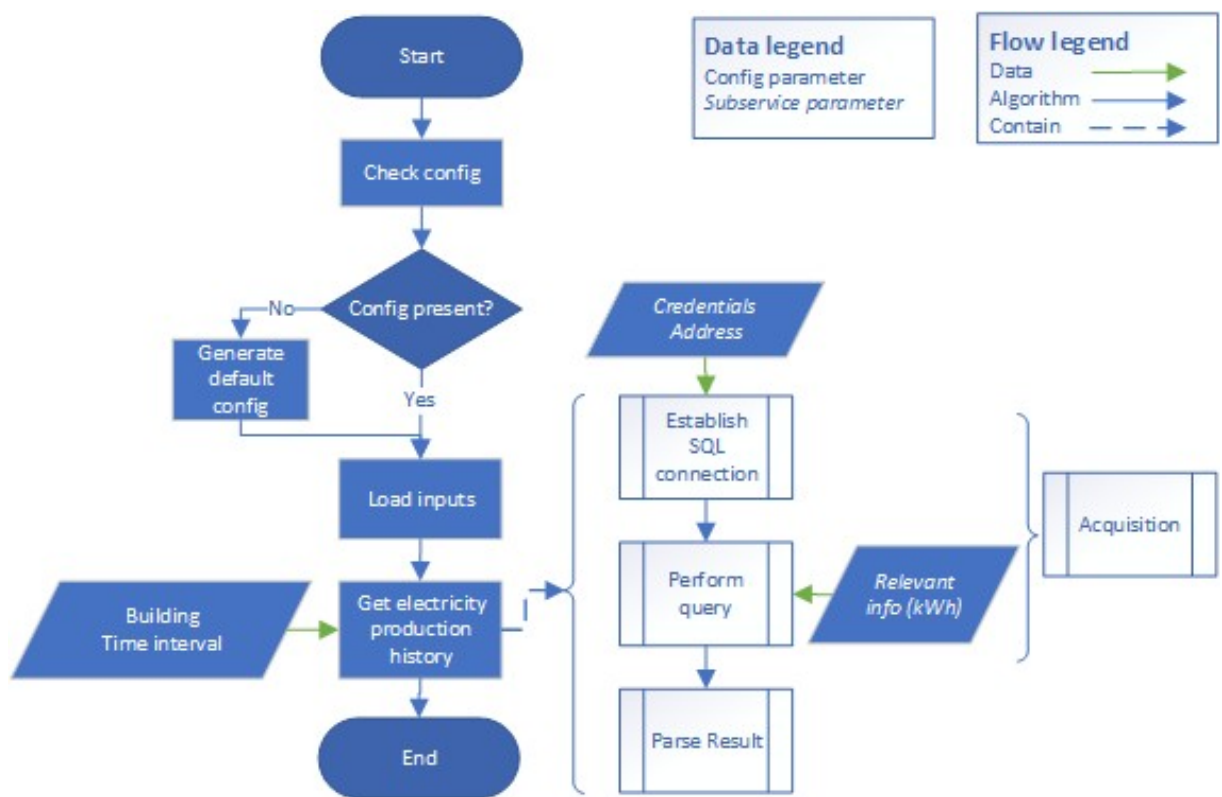 Start
Data legend
Config parameter
Subservice parameter
Flow legend
Data
Algorithm
Contain
Check config
Config present?
No
Yes
Generate
default
config
Credentials
Address
Establish
SQL
connection
Load inputs
Acquisition
Building
Time interval
Get electricity
production
history
Perform
query
Relevant
info (kWh)
Parse Result
End